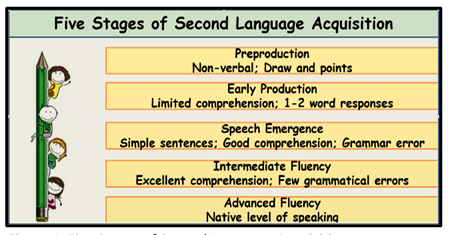 Five Stages of Second Language Acquisition
Preproduction
Non-verbal; Draw and points
Early Production
Limited comprehension; 1-2 word responses
Speech Emergence
Simple sentences; Good comprehension; Grammar error
Intermediate Fluency
Excellent comprehension; Few grammatical errors
Advanced Fluency
Native level of speaking